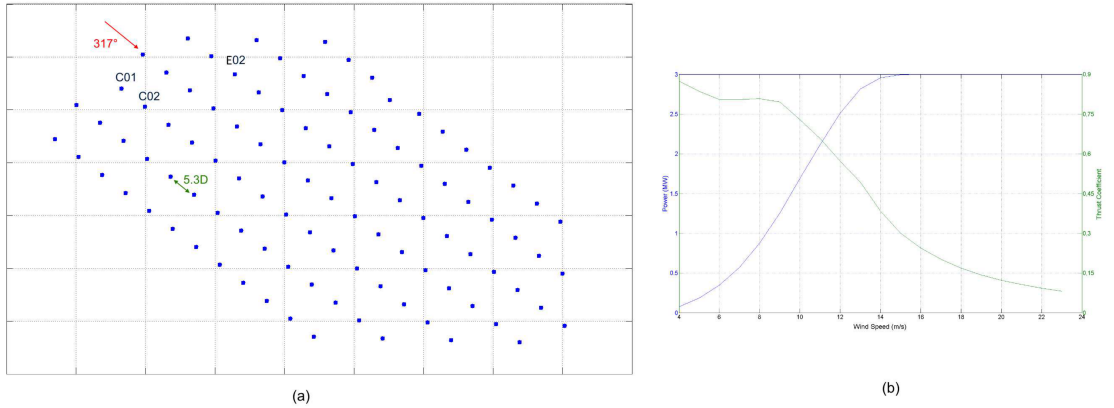 317°
E02
C01
C02
5.3D
(a)
3
2.5
2
1.5
1
0.5
0
Power (MW)
0.9
0.75
0.6
0.45
0.3
0.15
0
Thrust Coefficient
4 6 8 10 12 14 16 18 20 22 24
Wind Speed (m/s)
(b)